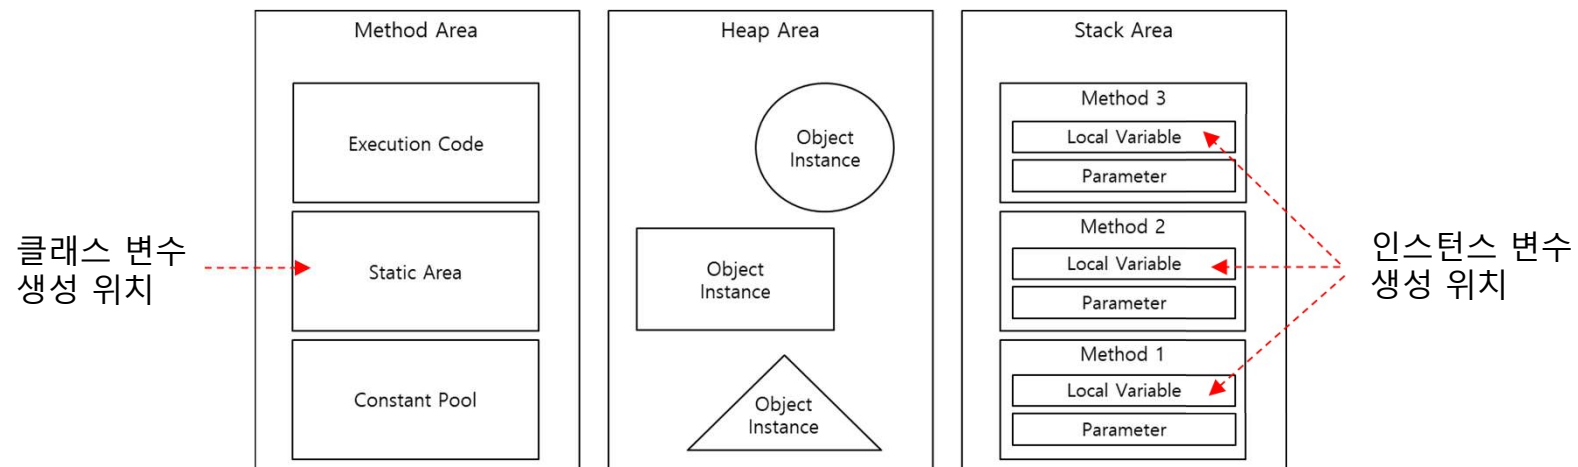 Method Area
Execution Code
Static Area
Constant Pool
클래스 변수
생성 위치
Heap Area
Object
Instance
Object
Instance
Object
Instance
Stack Area
Method 3
Local Variable
Parameter
Method 2
Local Variable
Parameter
Method 1
Local Variable
Parameter
인스턴스 변수
생성 위치